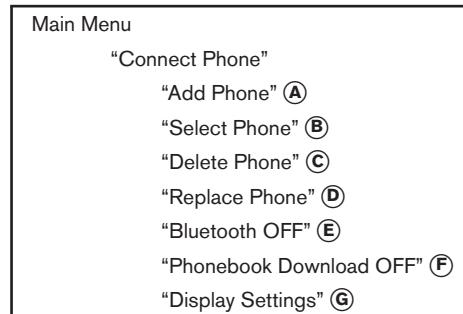 Main Menu
“Connect Phone”
“Add Phone” Ⓐ
“Select Phone” Ⓑ
“Delete Phone” Ⓒ
“Replace Phone” Ⓓ
“Bluetooth OFF” Ⓔ
“Phonebook Download OFF” Ⓕ
“Display Settings” Ⓖ